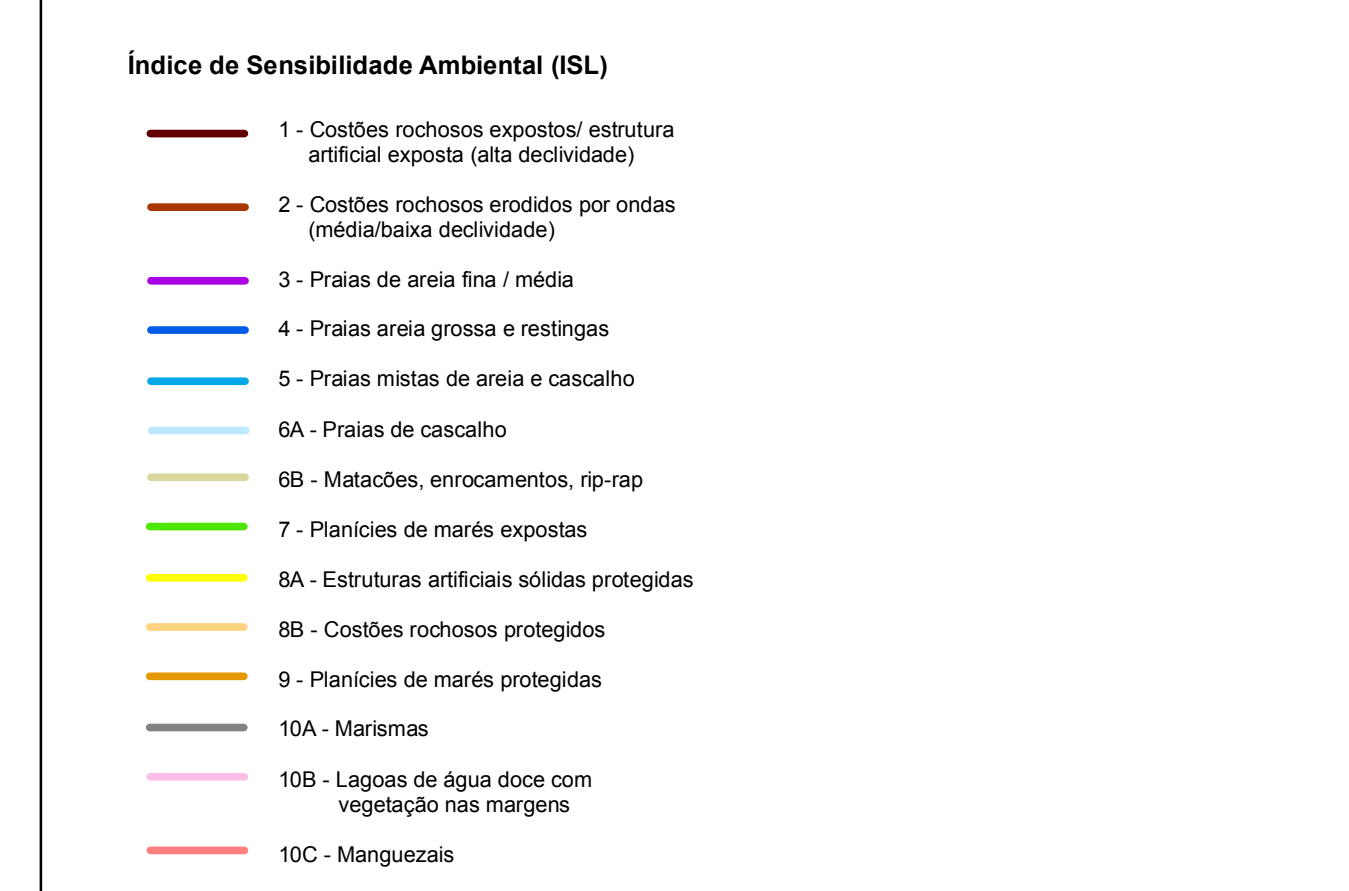 Índice de Sensibilidade Ambiental (ISL)
1 - Costões rochosos expostos/ estrutura
artificial exposta (alta declividade)
2 - Costões rochosos erodidos por ondas
(média/baixa declividade)
3 - Praias de areia fina / média
4 - Praias areia grossa e restingas
5 - Praias mistas de areia e cascalho
6A - Praias de cascalho
6B - Matacões, enrocamentos, rip-rap
7 - Planícies de marés expostas
8A - Estruturas artificiais sólidas protegidas
8B - Costões rochosos protegidos
9 - Planícies de marés protegidas
10A - Marismas
10B - Lagoas de água doce com
vegetação nas margens
10C - Manguezais